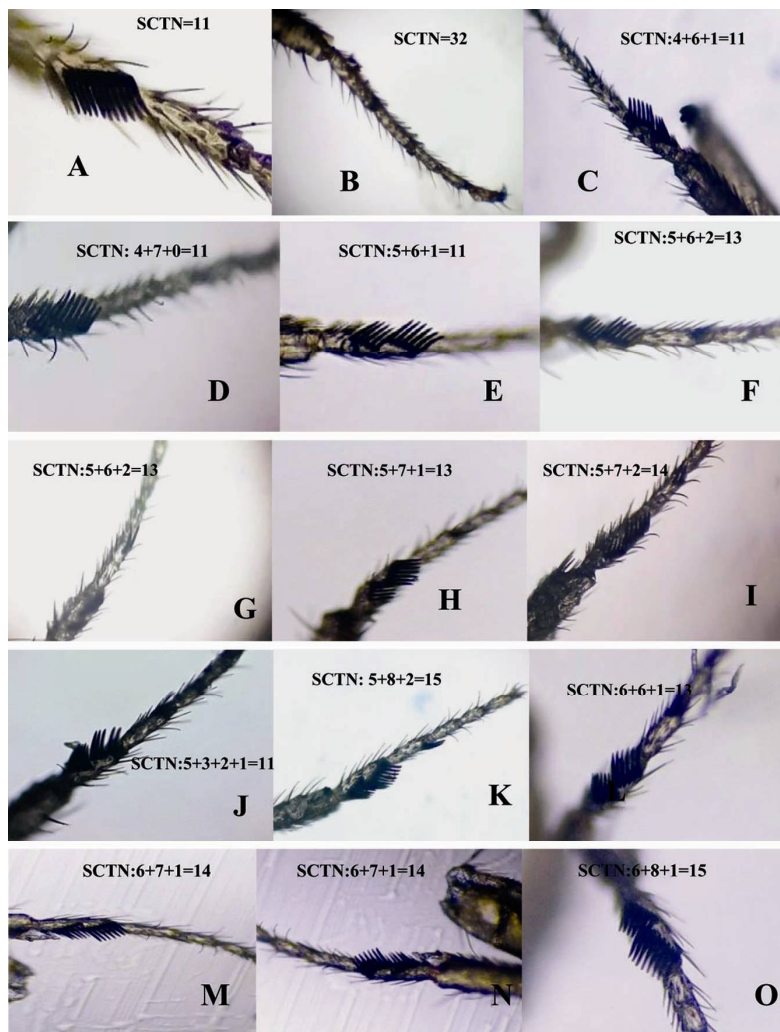 SCTN=11
A
SCTN=32
B
SCTN:4+6+1=11
C
SCTN: 4+7+0=11
D
SCTN:5+6+1=11
E
SCTN:5+6+2=13
F
SCTN:5+6+2=13
G
SCTN:5+7+1=13
H
SCTN:5+7+2=14
I
SCTN:5+3+2+1=11
J
SCTN: 5+8+2=15
K
SCTN:6+6+1=13
L
SCTN:6+7+1=14
M
SCTN:6+7+1=14
N
SCTN:6+8+1=15
O